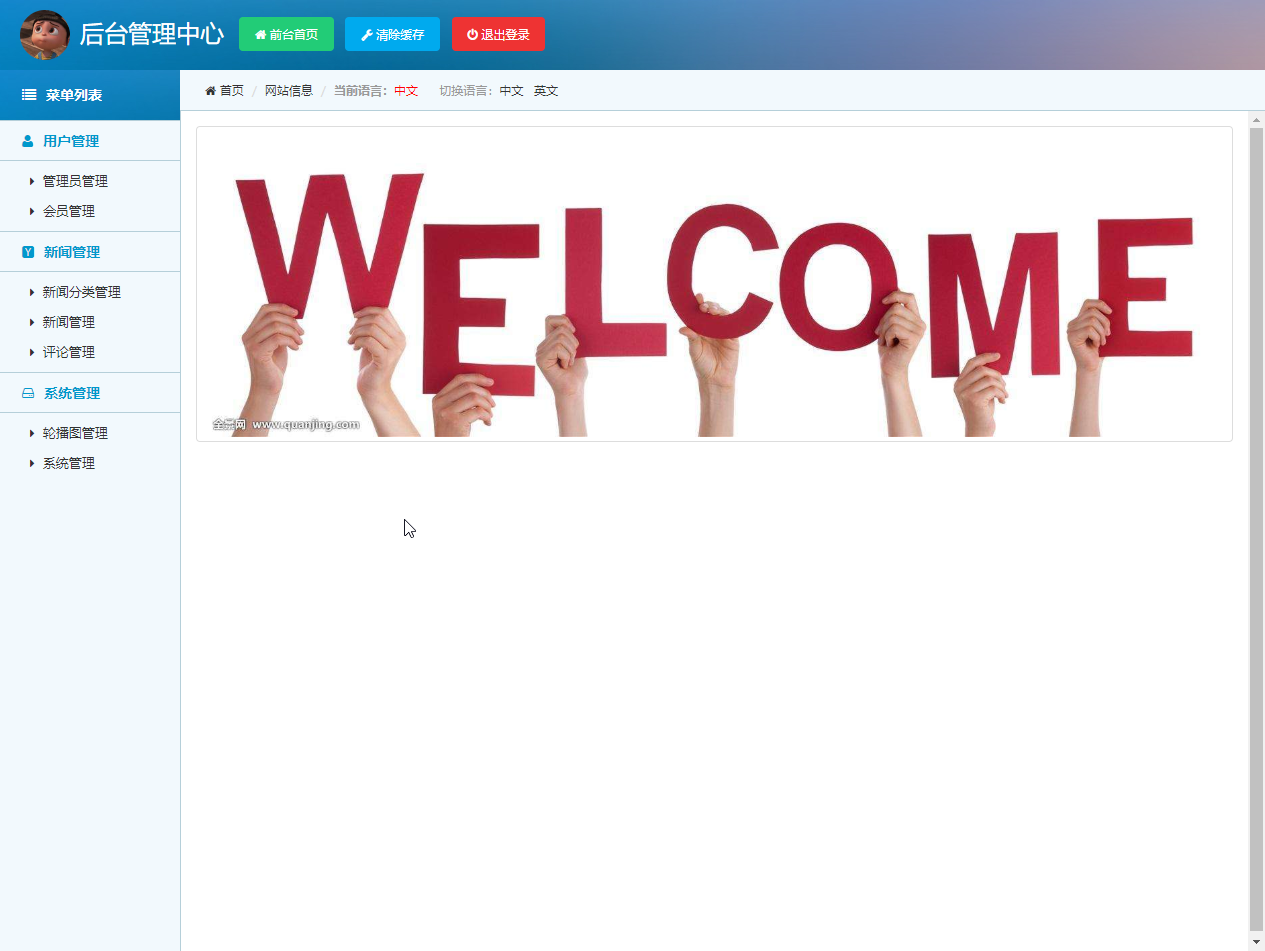 后台管理中心 前台首页 清除缓存 退出登录
菜单列表
首页 / 网站信息 / 当前语言：中文 切换语言：中文 英文
用户管理
管理员管理
会员管理
Y 新闻管理
新闻分类管理
新闻管理
评论管理
系统管理
轮播图管理
系统管理
WELCOME
全景网 www.quanjing.com